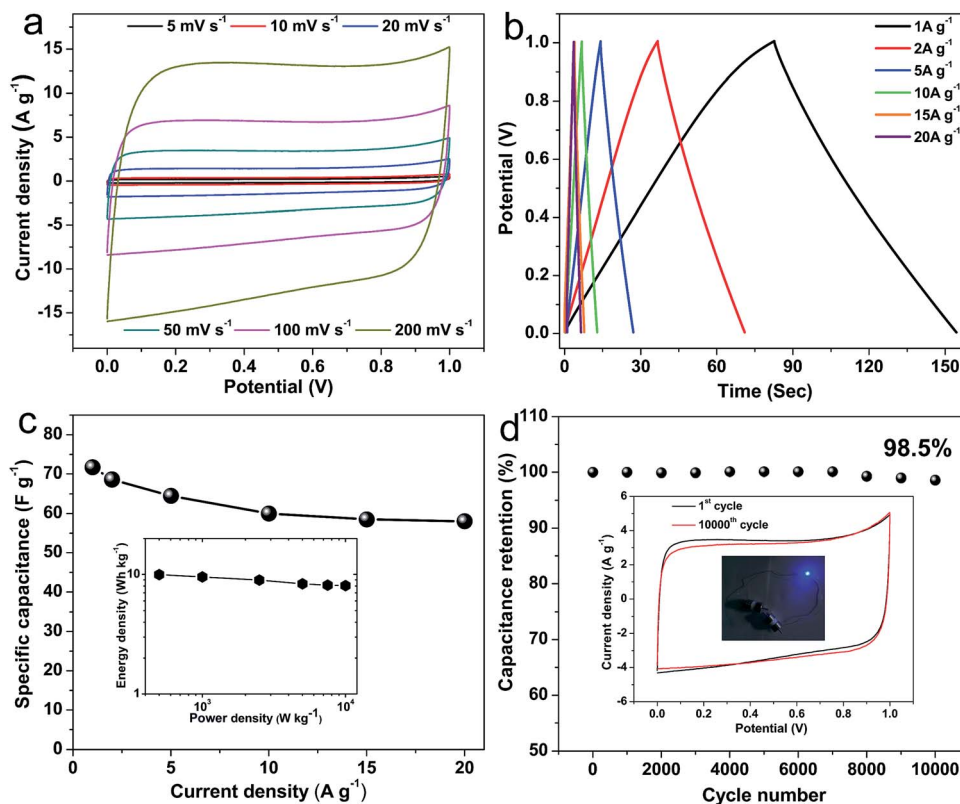 a
5 mV s⁻¹ 10 mV s⁻¹ 20 mV s⁻¹
15
10
5
0
-5
-10
-15
Current density (A g⁻¹)
50 mV s⁻¹ 100 mV s⁻¹ 200 mV s⁻¹
0.0 0.2 0.4 0.6 0.8 1.0
Potential (V)
b
1A g⁻¹
2A g⁻¹
5A g⁻¹
10A g⁻¹
15A g⁻¹
20A g⁻¹
1.0
0.8
0.6
0.4
0.2
0.0
Potential (V)
0 30 60 90 120 150
Time (Sec)
c
85
80
70
60
50
40
30
20
10
0
Specific capacitance (F g⁻¹)
10
1
Energy density (Wh kg⁻¹)
10³ 10⁴
Power density (W kg⁻¹)
0 5 10 15 20
Current density (A g⁻¹)
d
98.5%
110
100
90
80
70
60
50
Capacitance retention (%)
1st cycle
10000th cycle
6
4
2
0
-2
-4
-6
Current density (A g⁻¹)
0.0 0.2 0.4 0.6 0.8 1.0
Potential (V)
0 2000 4000 6000 8000 10000
Cycle number